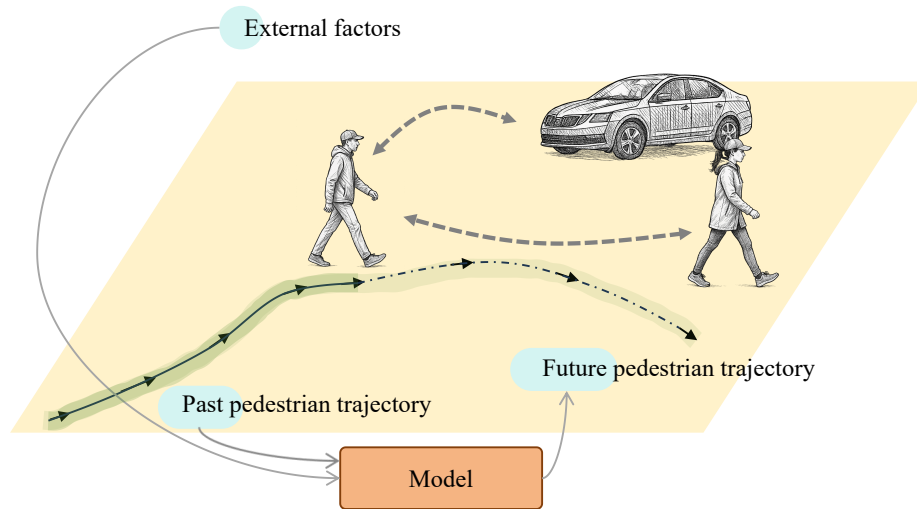 External factors
Future pedestrian trajectory
Past pedestrian trajectory
Model